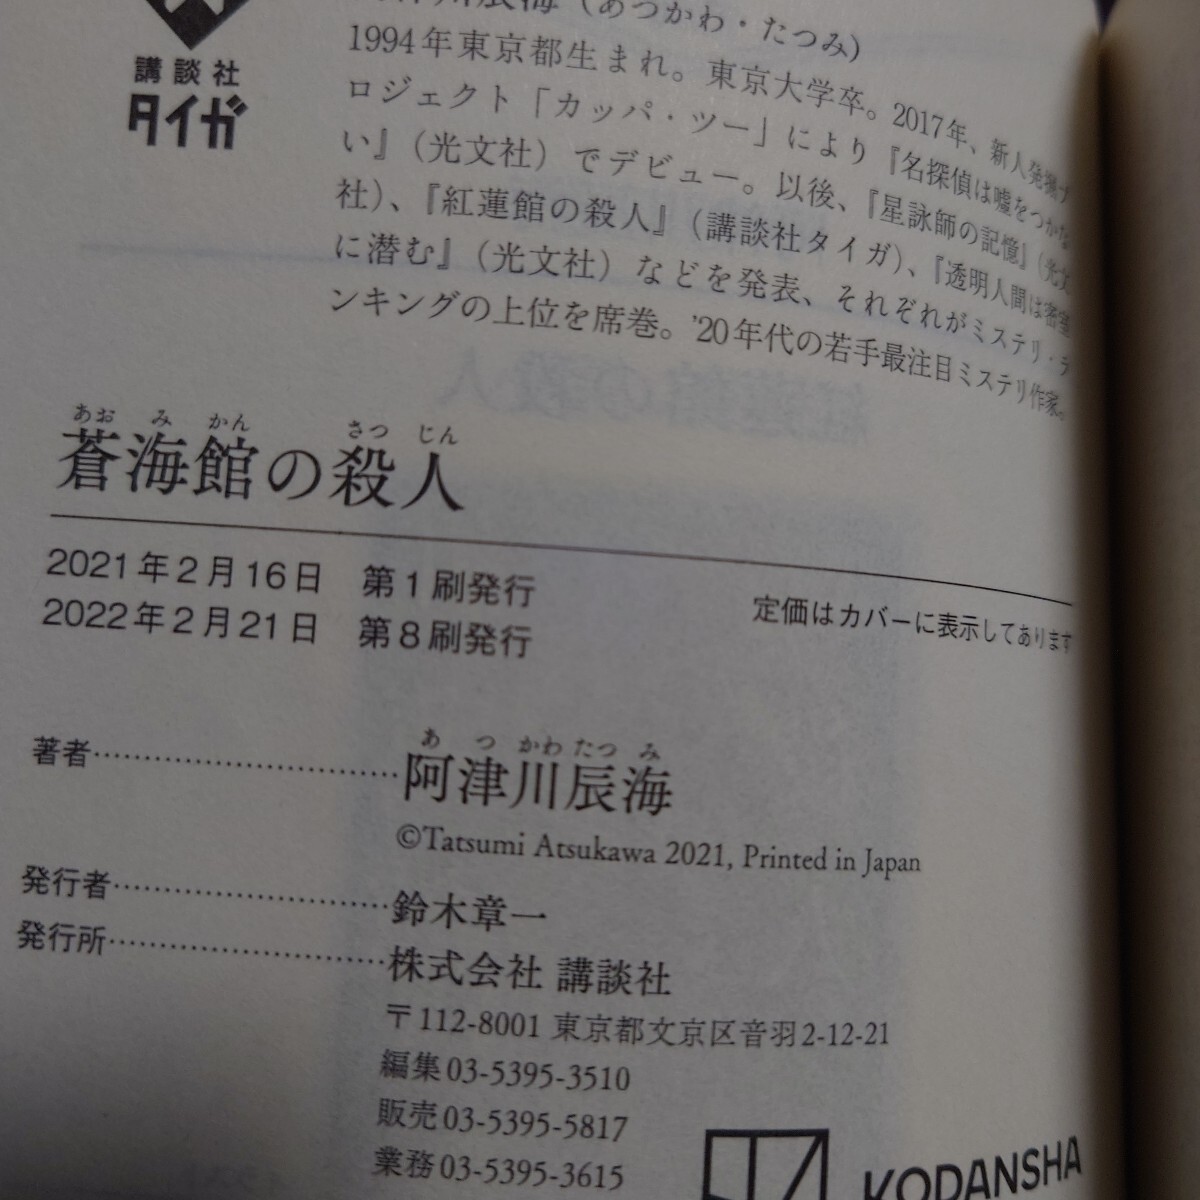 川辰海（あつかわ・たつみ）
1994年東京都生まれ。東京大学卒。2017年、新人発掘プ
ロジェクト「カッパ・ツー」により『名探偵は嘘をつかな
い』（光文社）でデビュー。以後、『星詠師の記憶』（光文
社）、『紅蓮館の殺人』（講談社タイガ）、『透明人間は密室
に潜む』（光文社）などを発表、それぞれがミステリ・ラ
ンキングの上位を席巻。'20年代の若手最注目ミステリ作家。
講談社
タイガ
あお み かん さつ じん
蒼海館の殺人
2021年2月16日 第1刷発行
2022年2月21日 第8刷発行
定価はカバーに表示してあります
あ つ かわ たつ み
著者……………………………阿津川辰海
©Tatsumi Atsukawa 2021, Printed in Japan
発行者……………………………鈴木章一
発行所……………………………株式会社 講談社
〒112-8001 東京都文京区音羽2-12-21
編集 03-5395-3510
販売 03-5395-5817
業務 03-5395-3615
KODANSHA